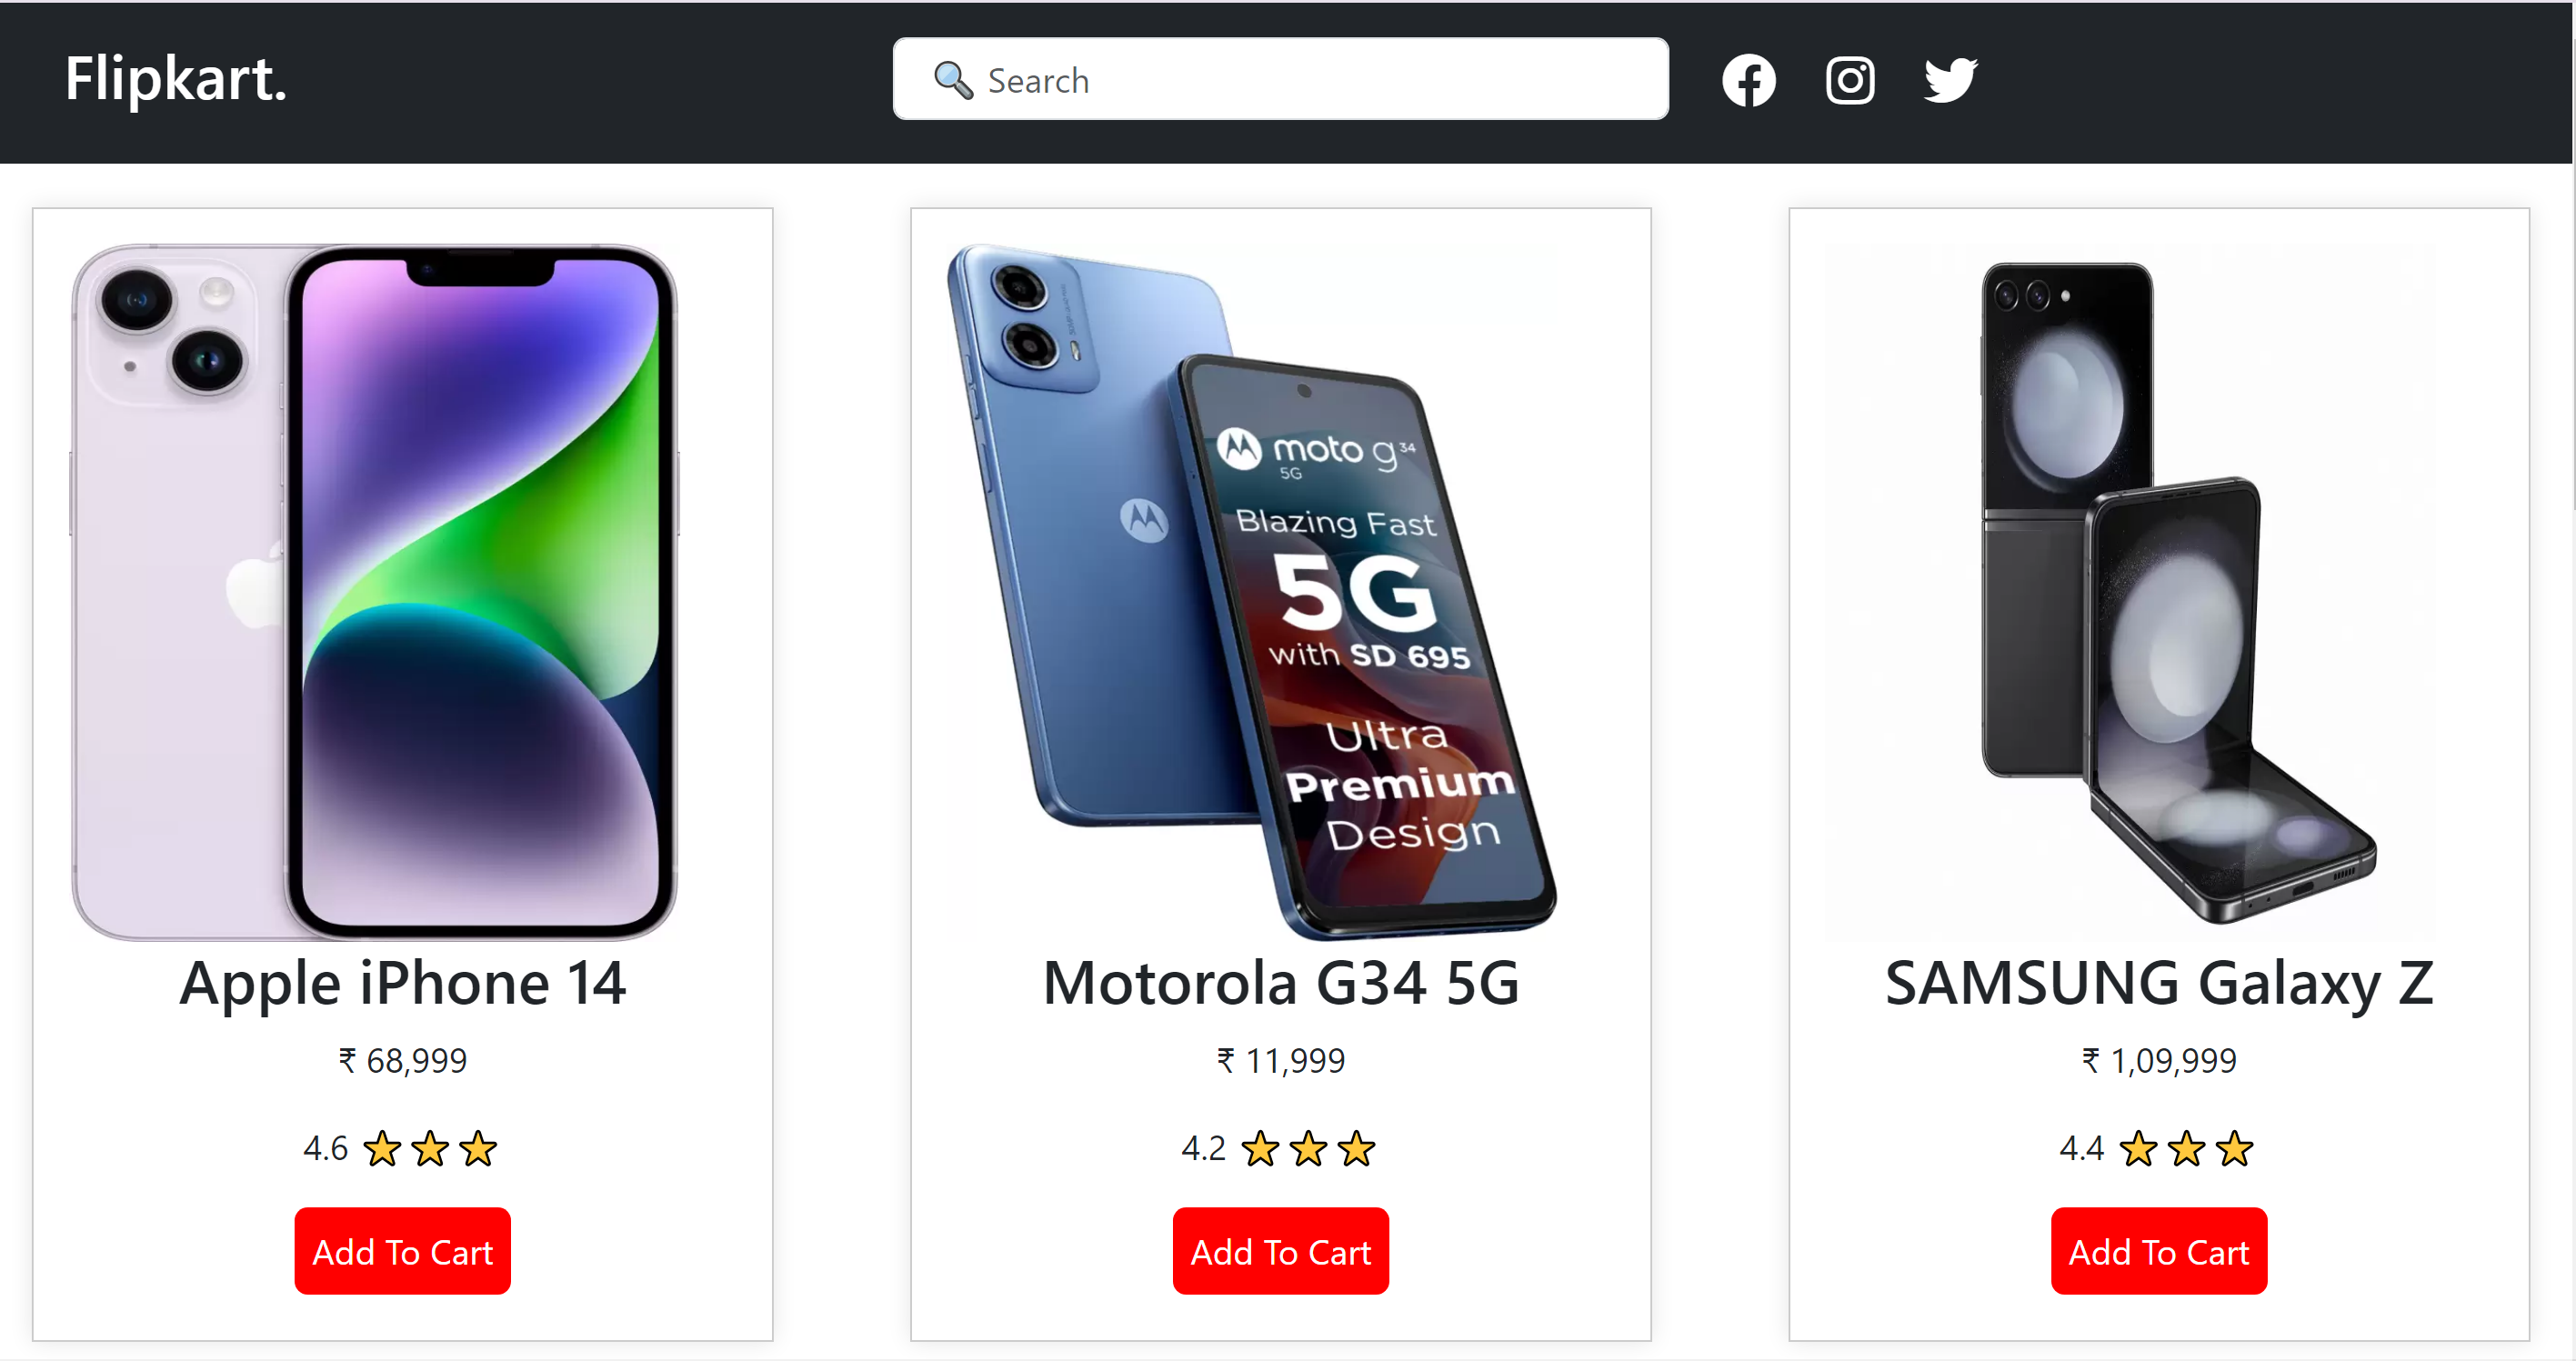 Flipkart.
🔍 Search
moto g 34
5G
Blazing Fast
5G
with SD 695
Ultra
Premium
Design
Apple iPhone 14
₹ 68,999
4.6 ⭐⭐⭐
Add To Cart
Motorola G34 5G
₹ 11,999
4.2 ⭐⭐⭐
Add To Cart
SAMSUNG Galaxy Z
₹ 1,09,999
4.4 ⭐⭐⭐
Add To Cart